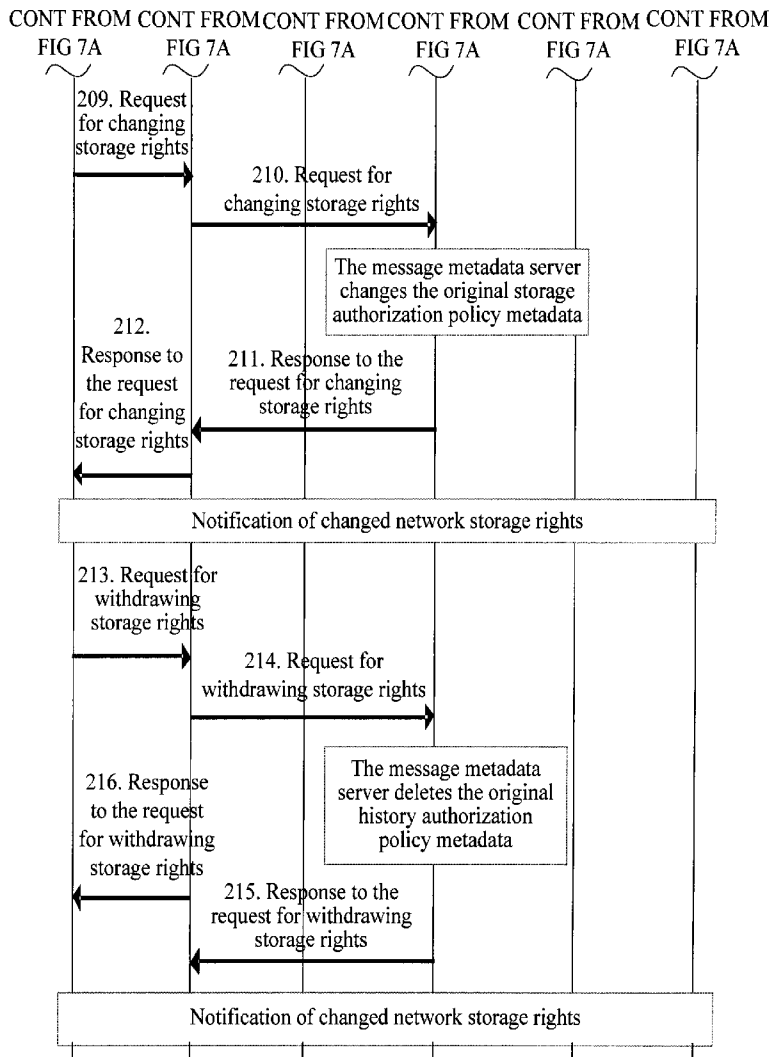 CONT FROM CONT FROM CONT FROM CONT FROM CONT FROM CONT FROM
FIG 7A FIG 7A FIG 7A FIG 7A FIG 7A FIG 7A
209. Request
for changing
storage rights
210. Request for
changing storage rights
The message metadata server
changes the original storage
authorization policy metadata
212.
Response to
the request
for changing
storage rights
211. Response to the
request for changing
storage rights
Notification of changed network storage rights
213. Request for
withdrawing
storage rights
214. Request for
withdrawing storage rights
The message metadata
server deletes the original
history authorization
policy metadata
216. Response
to the request
for withdrawing
storage rights
215. Response to the
request for withdrawing
storage rights
Notification of changed network storage rights